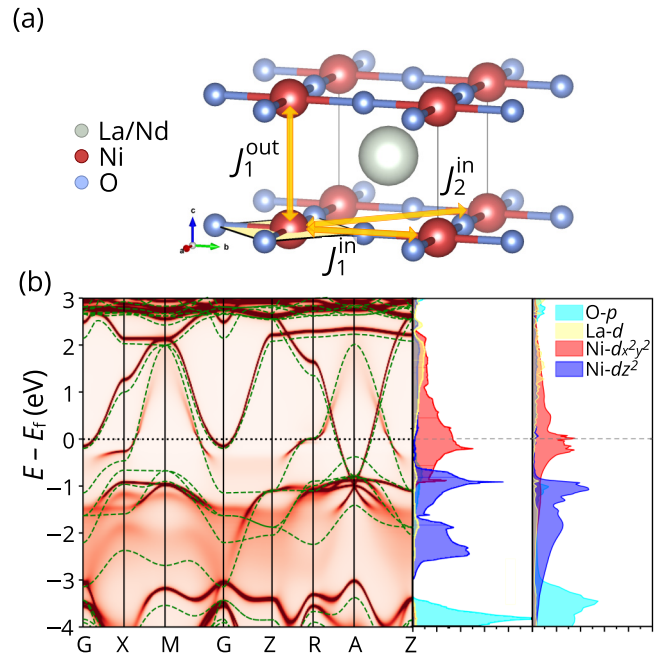 (a)
La/Nd
Ni
O
J₁ᵒᵘᵗ
J₂ⁱⁿ
J₁ⁱⁿ
c
a
b
(b)
E − E_f (eV)
3
2
1
0
−1
−2
−3
−4
G X M G Z R A Z
O-p
La-d
Ni-dx²y²
Ni-dz²